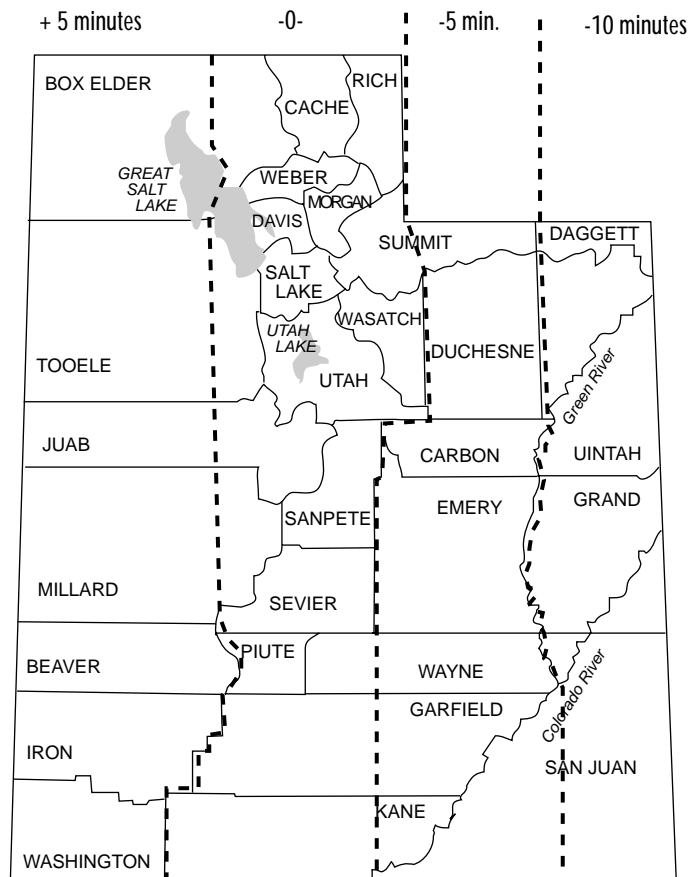 + 5 minutes
-0-
-5 min.
-10 minutes
BOX ELDER
RICH
CACHE
GREAT
SALT
LAKE
WEBER
MORGAN
DAVIS
SUMMIT
DAGGETT
SALT
LAKE
WASATCH
UTAH
LAKE
DUCHESNE
TOOELE
UTAH
Green River
JUAB
CARBON
UINTAH
SANPETE
EMERY
GRAND
MILLARD
SEVIER
BEAVER
PIUTE
WAYNE
Colorado River
GARFIELD
IRON
SAN JUAN
KANE
WASHINGTON